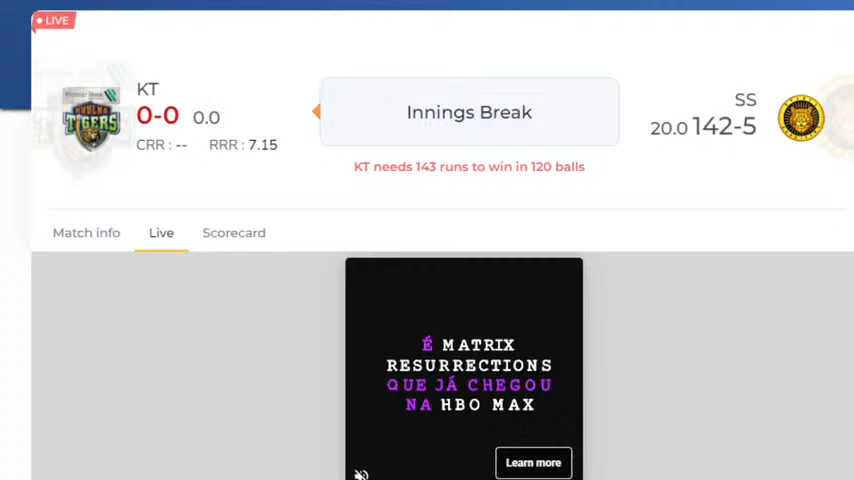 LIVE
KT
0-0 0.0
CRR : -- RRR : 7.15
KHULNA
TIGERS
Innings Break
KT needs 143 runs to win in 120 balls
SS
20.0 142-5
Match info Live Scorecard
É MATRIX
RESURRECTIONS
QUE JÁ CHEGOU
NA HBO MAX
Learn more